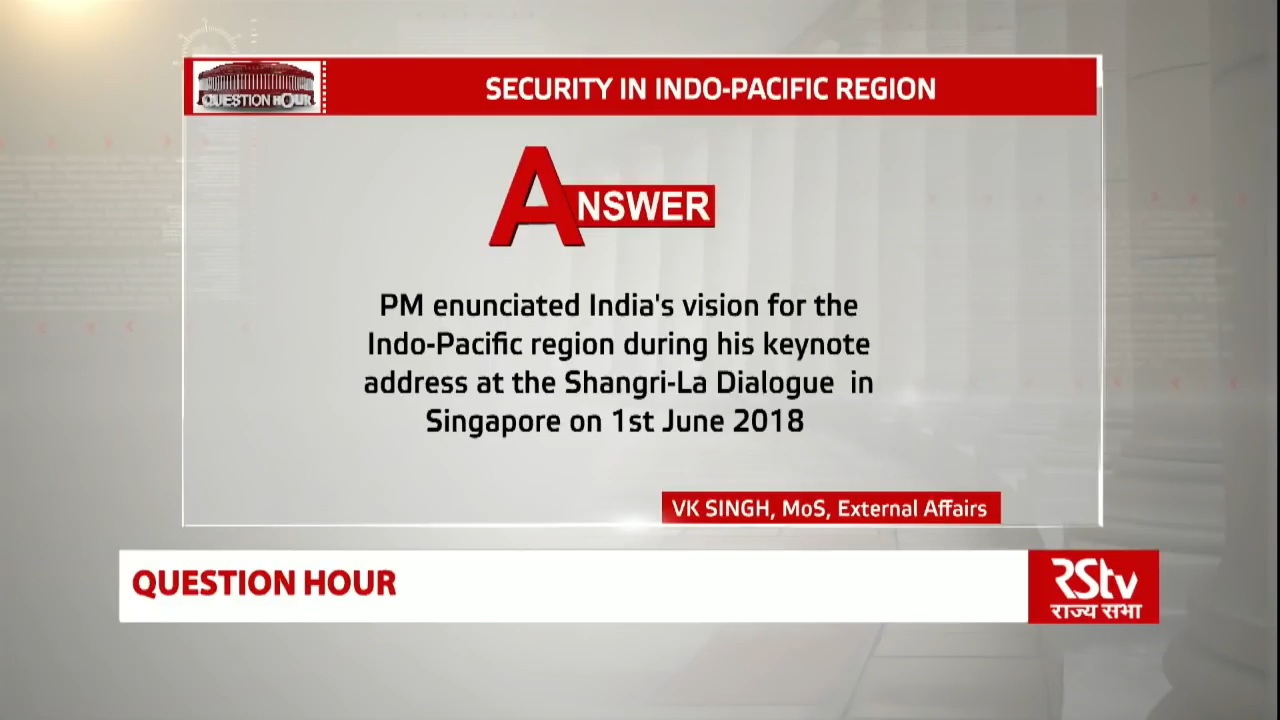 QUESTION HOUR
SECURITY IN INDO-PACIFIC REGION
ANSWER
PM enunciated India's vision for the
Indo-Pacific region during his keynote
address at the Shangri-La Dialogue in
Singapore on 1st June 2018
VK SINGH, MoS, External Affairs
QUESTION HOUR
RStv
राज्य सभा